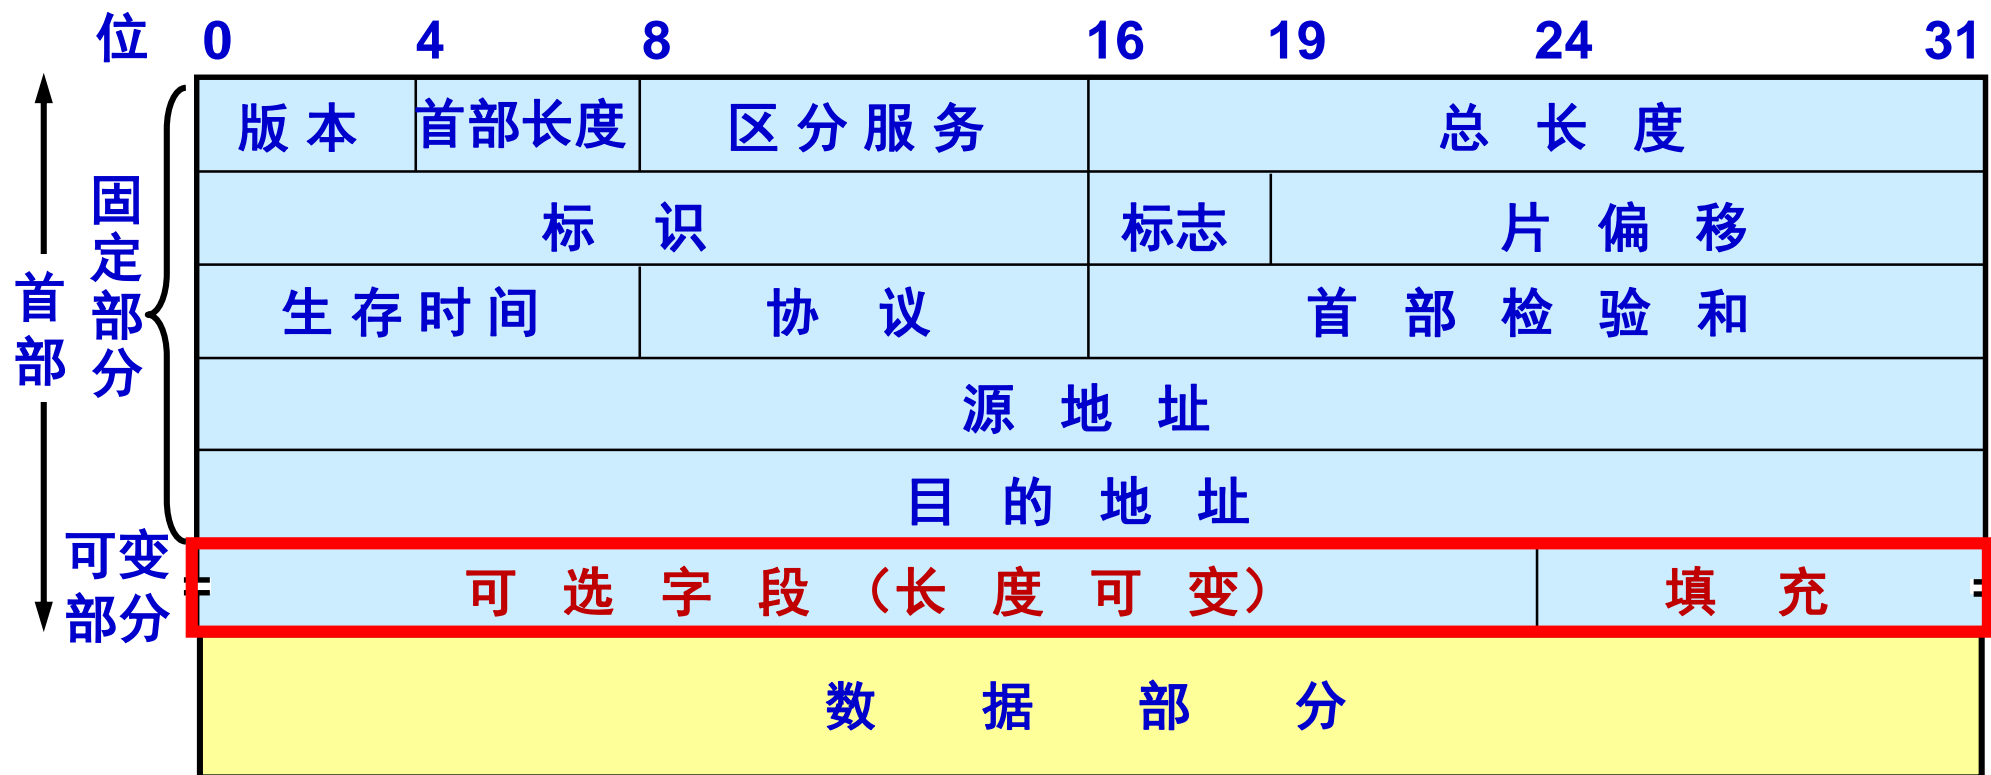 位 0 4 8 16 19 24 31
版本 首部长度 区分服务 总长度
标识 标志 片偏移
生存时间 协议 首部检验和
源地址
目的地址
可选字段（长度可变） 填充
数据部分
首部
固定部分
可变
部分